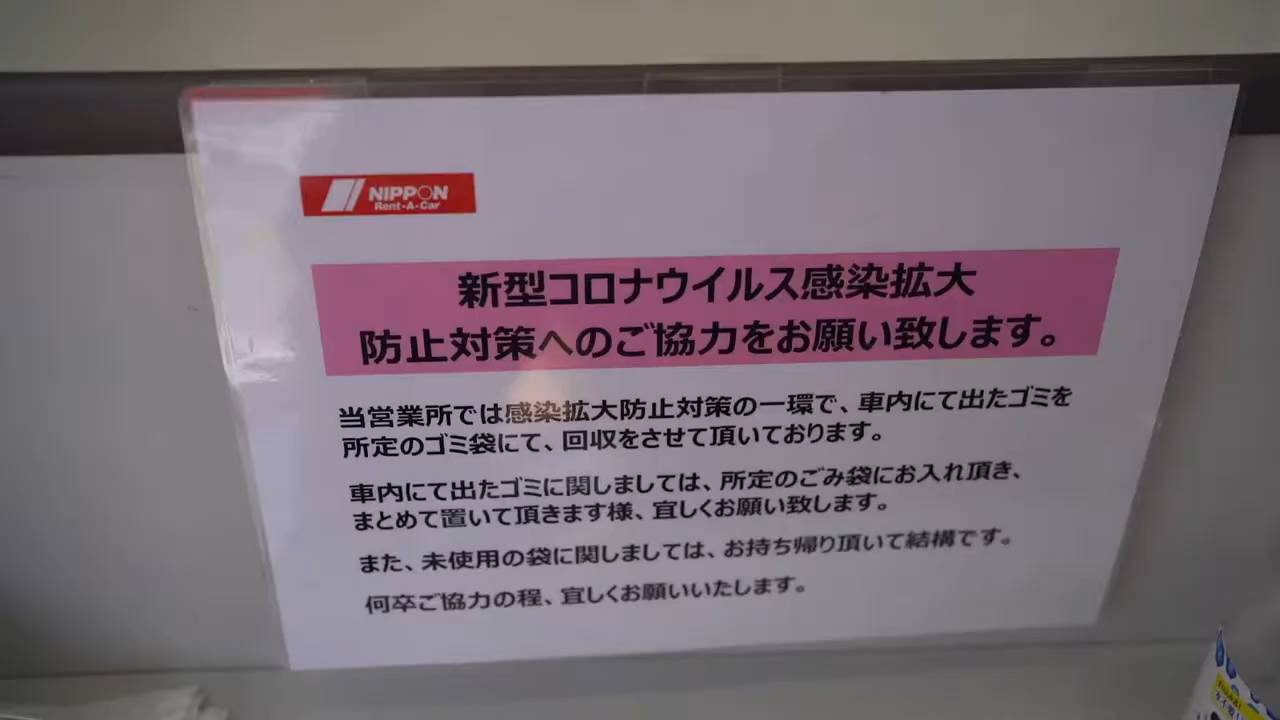 NIPPON
Rent-A-Car
新型コロナウイルス感染拡大
防止対策へのご協力をお願い致します。
当営業所では感染拡大防止対策の一環で、車内にて出たゴミを
所定のゴミ袋にて、回収をさせて頂いております。
車内にて出たゴミに関しましては、所定のごみ袋にお入れ頂き、
まとめて置いて頂きます様、宜しくお願い致します。
また、未使用の袋に関しましては、お持ち帰り頂いて結構です。
何卒ご協力の程、宜しくお願いいたします。